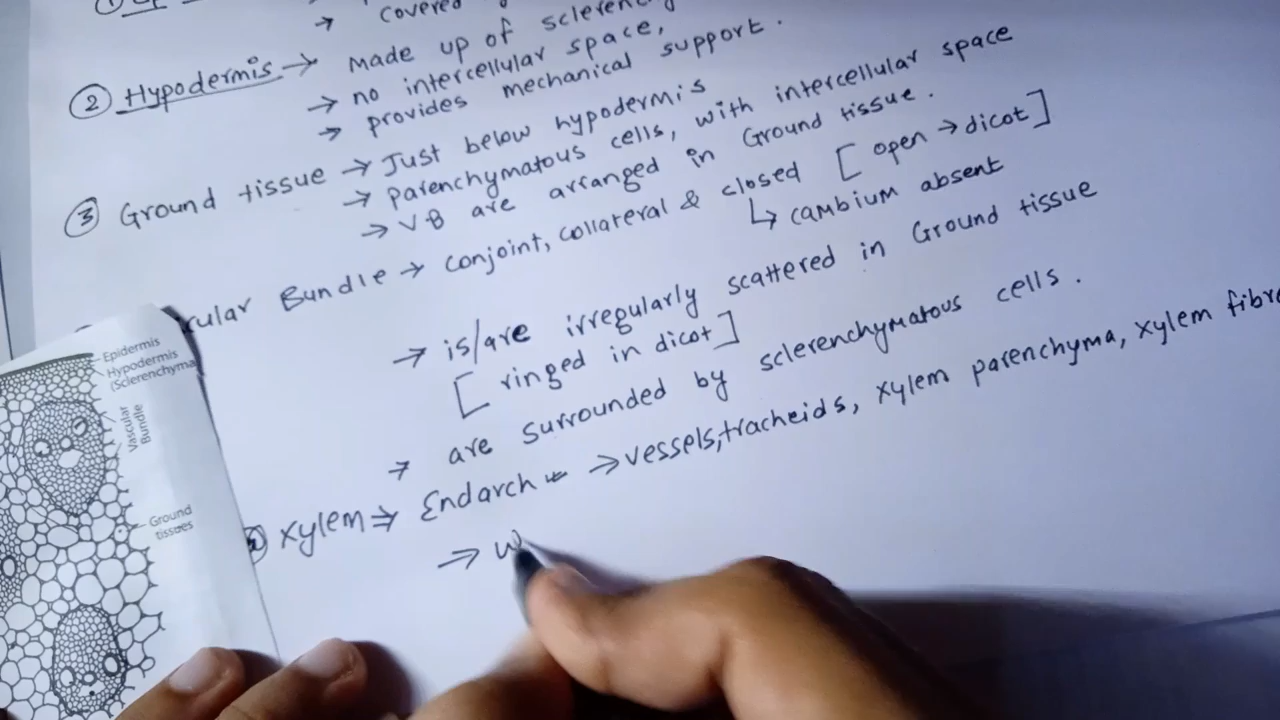 → covered
② Hypodermis → Made up of scleren
→ no intercellular space,
→ provides mechanical support.
③ Ground tissue → Just below hypodermis
→ parenchymatous cells, with intercellular space
→ VB are arranged in Ground tissue.
cular Bundle → conjoint, collateral & closed [open → dicot]
↳ cambium absent
→ is/are irregularly scattered in Ground tissue
[ringed in dicot]
→ are surrounded by sclerenchymatous cells.
xylem ⇒ Endarch → vessels, tracheids, xylem parenchyma, xylem fibre
⇒ w
Epidermis
Hypodermis
(Sclerenchyma
Vascular
Bundle
Ground
tissues